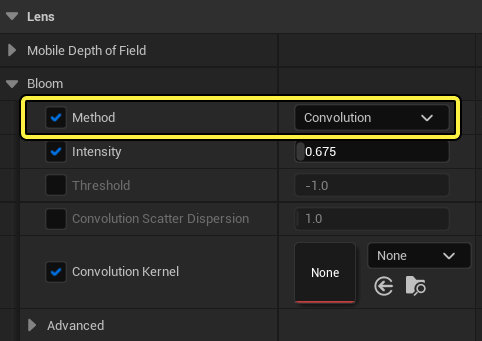 Lens
Mobile Depth of Field
Bloom
Method Convolution
Intensity 0.675
Threshold -1.0
Convolution Scatter Dispersion 1.0
Convolution Kernel None None
Advanced